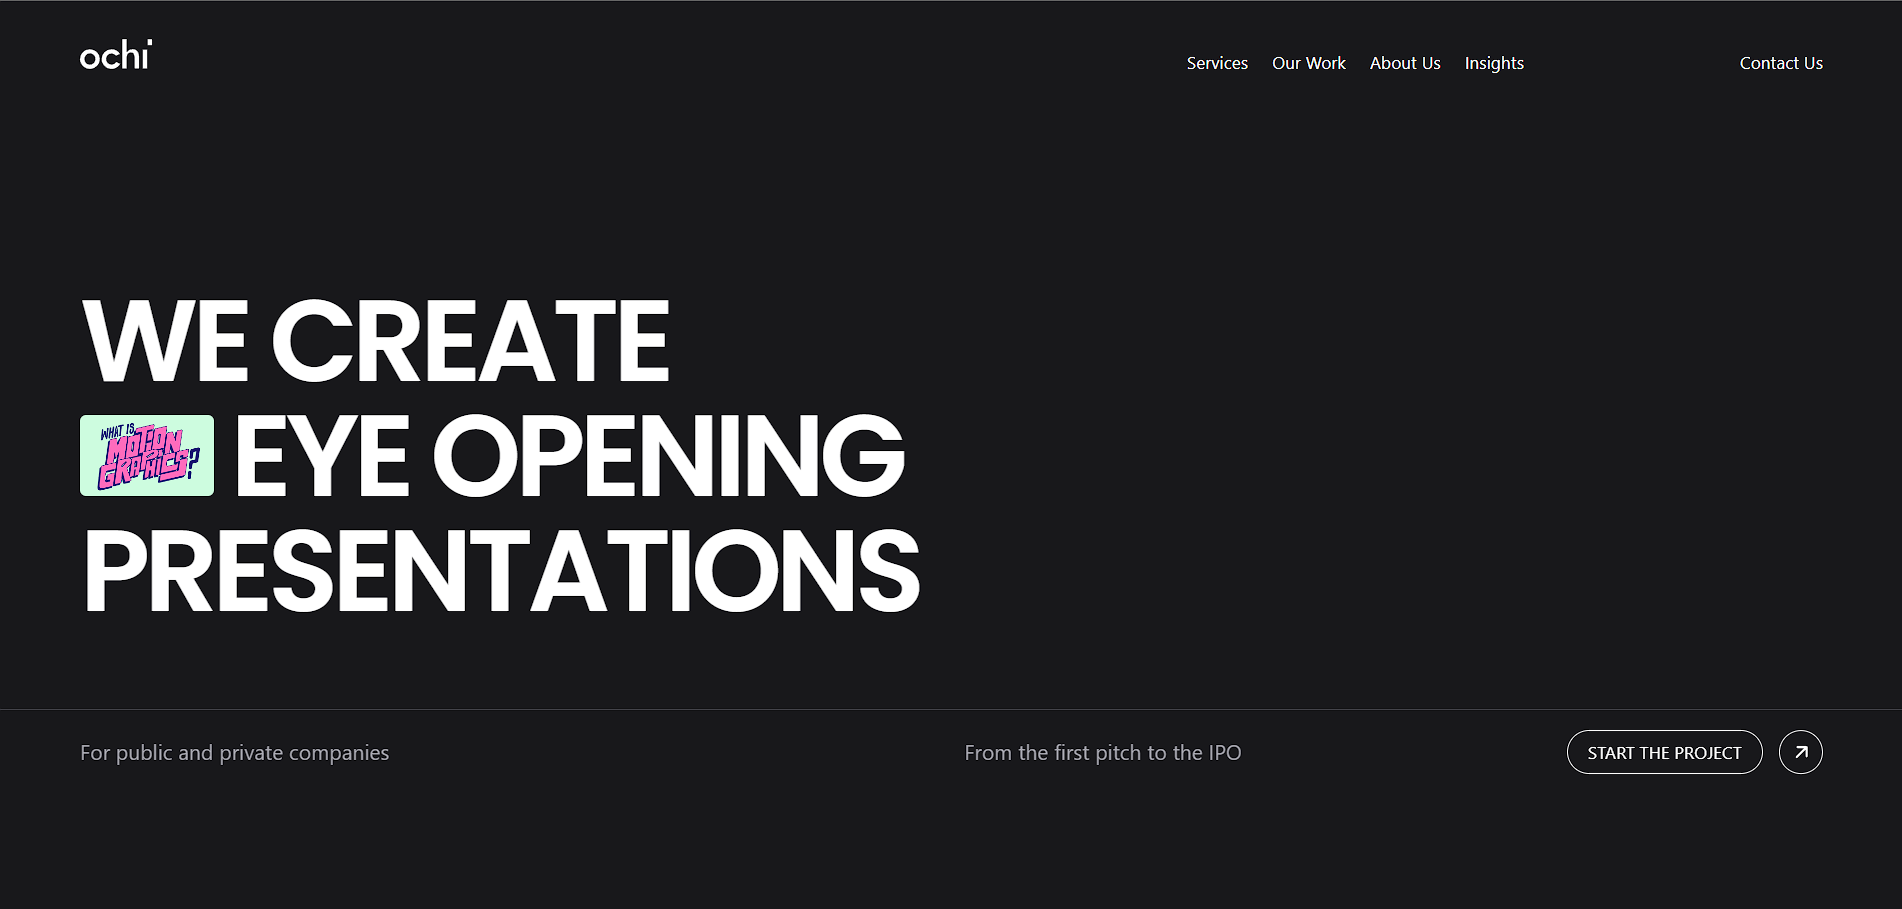 ochi
Services Our Work About Us Insights Contact Us
WE CREATE
WHAT IS
MOTION
GRAPHICS?
EYE OPENING
PRESENTATIONS
For public and private companies
From the first pitch to the IPO
START THE PROJECT